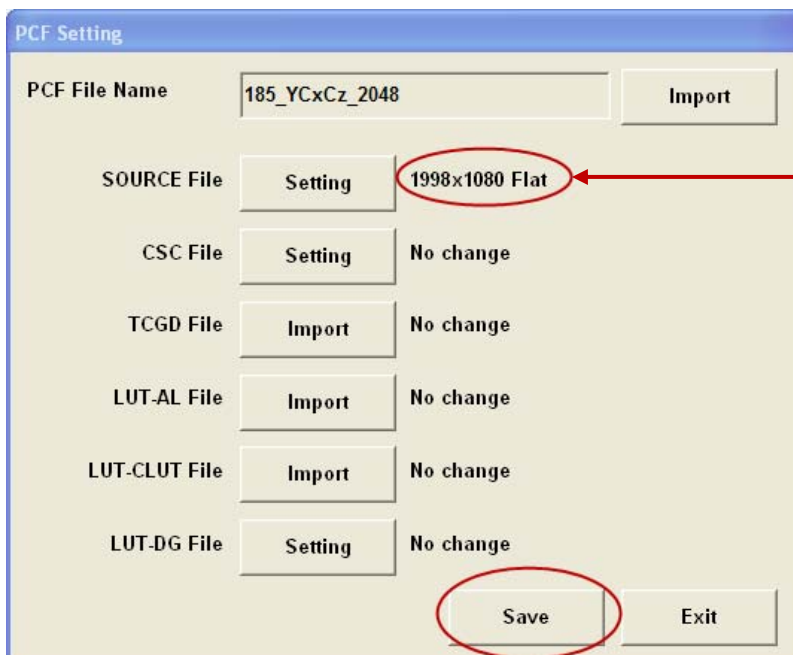 PCF Setting
PCF File Name 185_YCxCz_2048 Import
SOURCE File Setting 1998x1080 Flat
CSC File Setting No change
TCGD File Import No change
LUT-AL File Import No change
LUT-CLUT File Import No change
LUT-DG File Setting No change
Save Exit